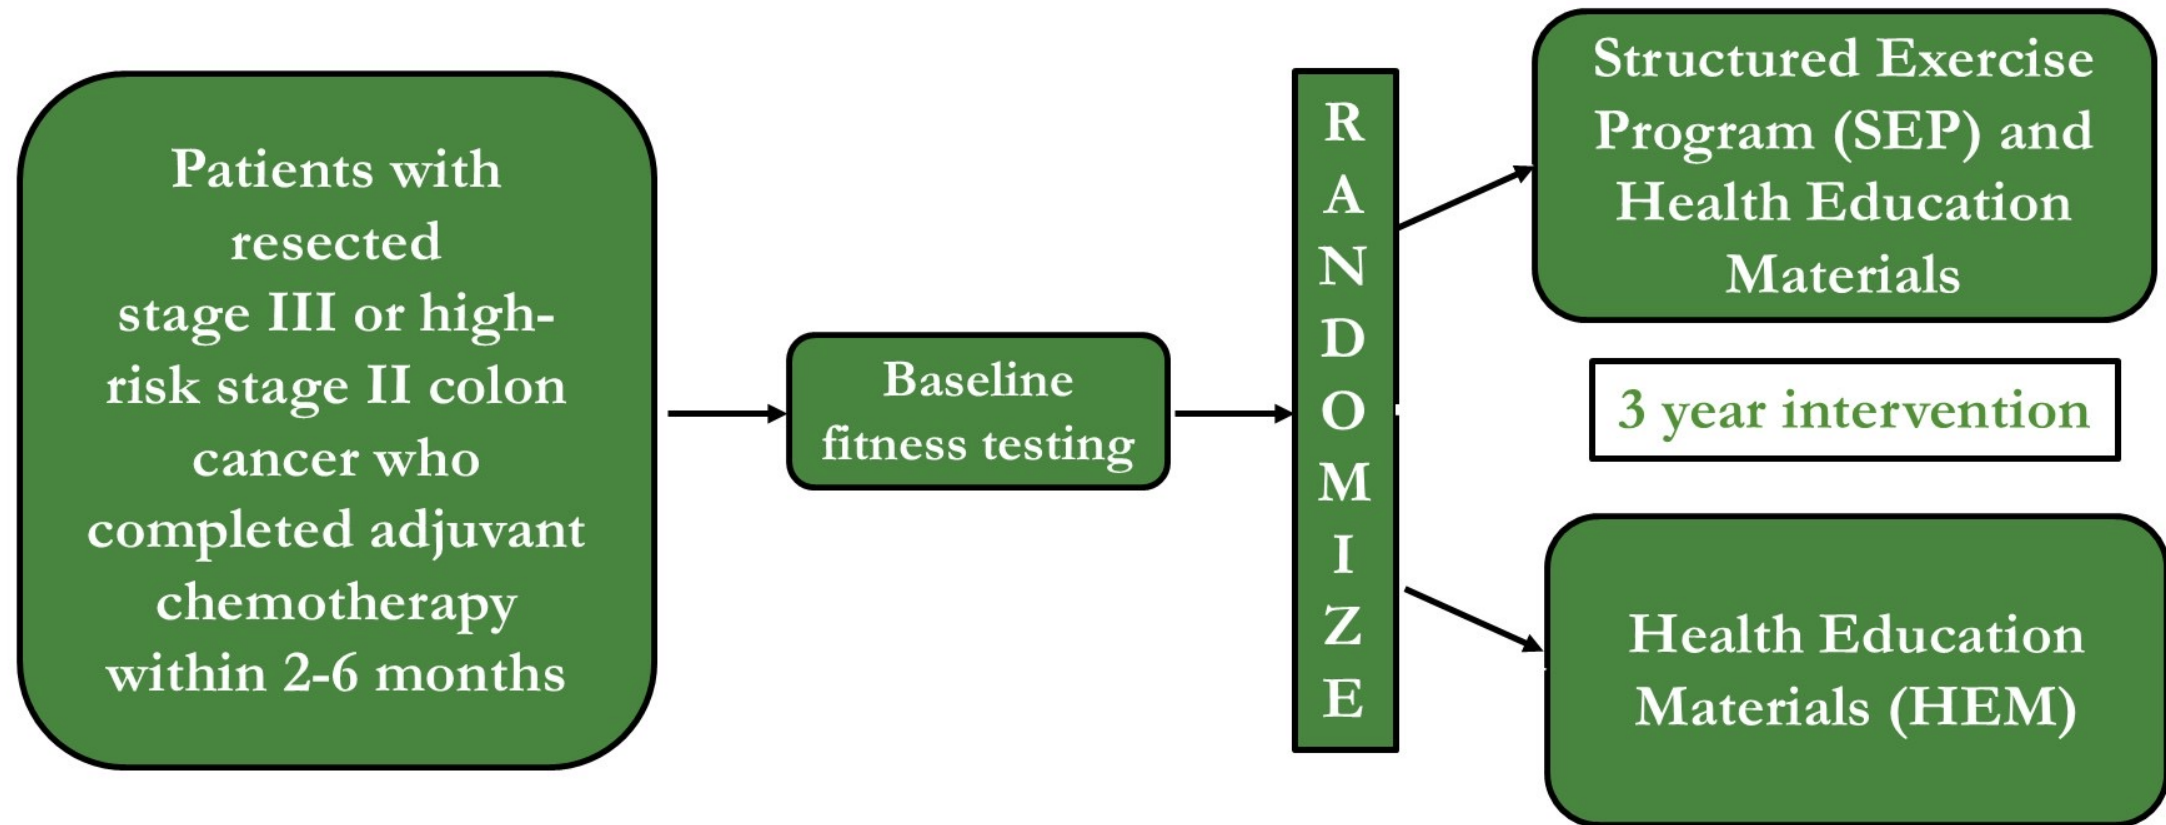 Patients with
resected
stage III or high-
risk stage II colon
cancer who
completed adjuvant
chemotherapy
within 2-6 months
Baseline
fitness testing
R
A
N
D
O
M
I
Z
E
Structured Exercise
Program (SEP) and
Health Education
Materials
3 year intervention
Health Education
Materials (HEM)